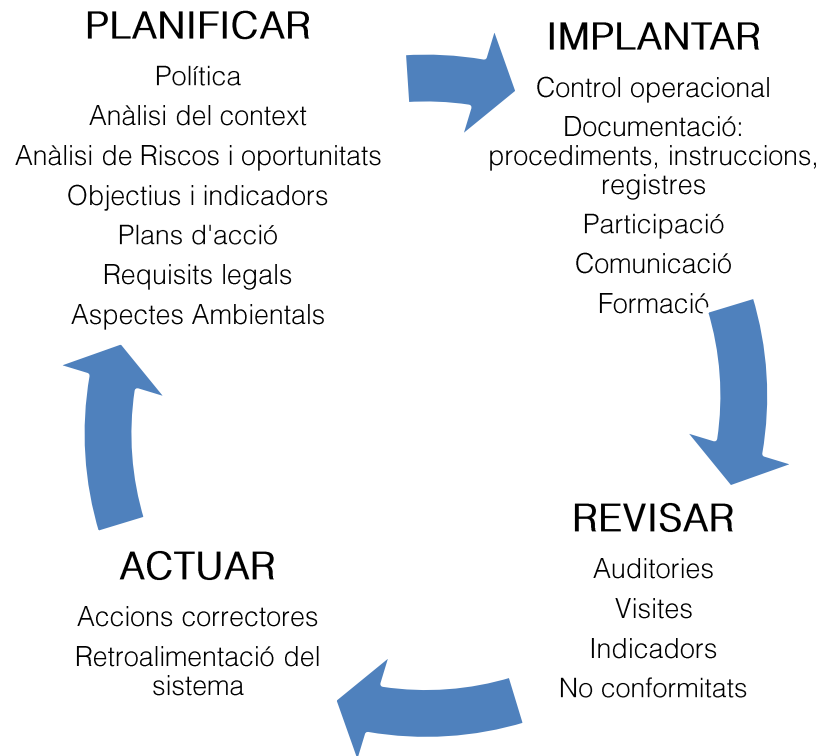 PLANIFICAR
Política
Anàlisi del context
Anàlisi de Riscos i oportunitats
Objectius i indicadors
Plans d'acció
Requisits legals
Aspectes Ambientals
IMPLANTAR
Control operacional
Documentació:
procediments, instruccions,
registres
Participació
Comunicació
Formació
REVISAR
Auditories
Visites
Indicadors
No conformitats
ACTUAR
Accions correctores
Retroalimentació del
sistema